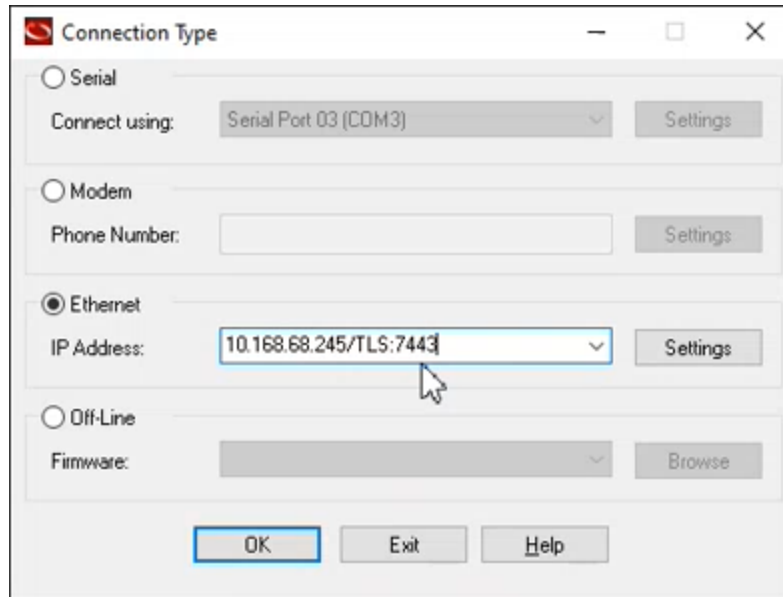 Connection Type
Serial
Connect using: Serial Port 03 (COM3) Settings
Modem
Phone Number: Settings
Ethernet
IP Address: 10.168.68.245/TLS:7443 Settings
Off-Line
Firmware: Browse
OK Exit Help